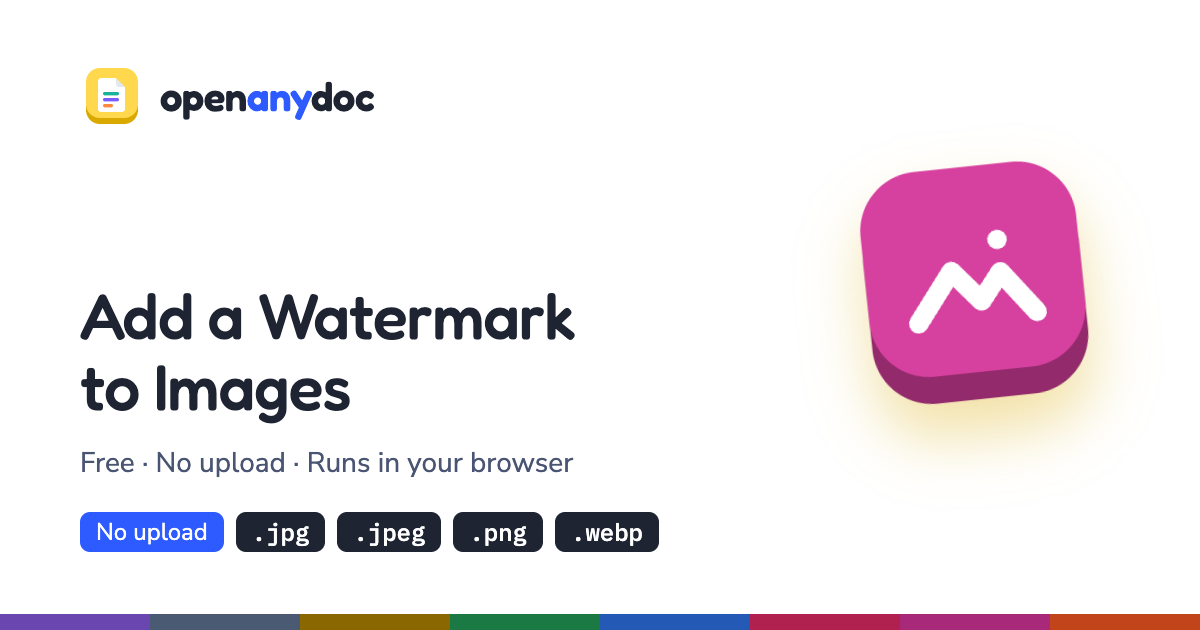 openanydoc
Add a Watermark
to Images
Free · No upload · Runs in your browser
No upload .jpg .jpeg .png .webp